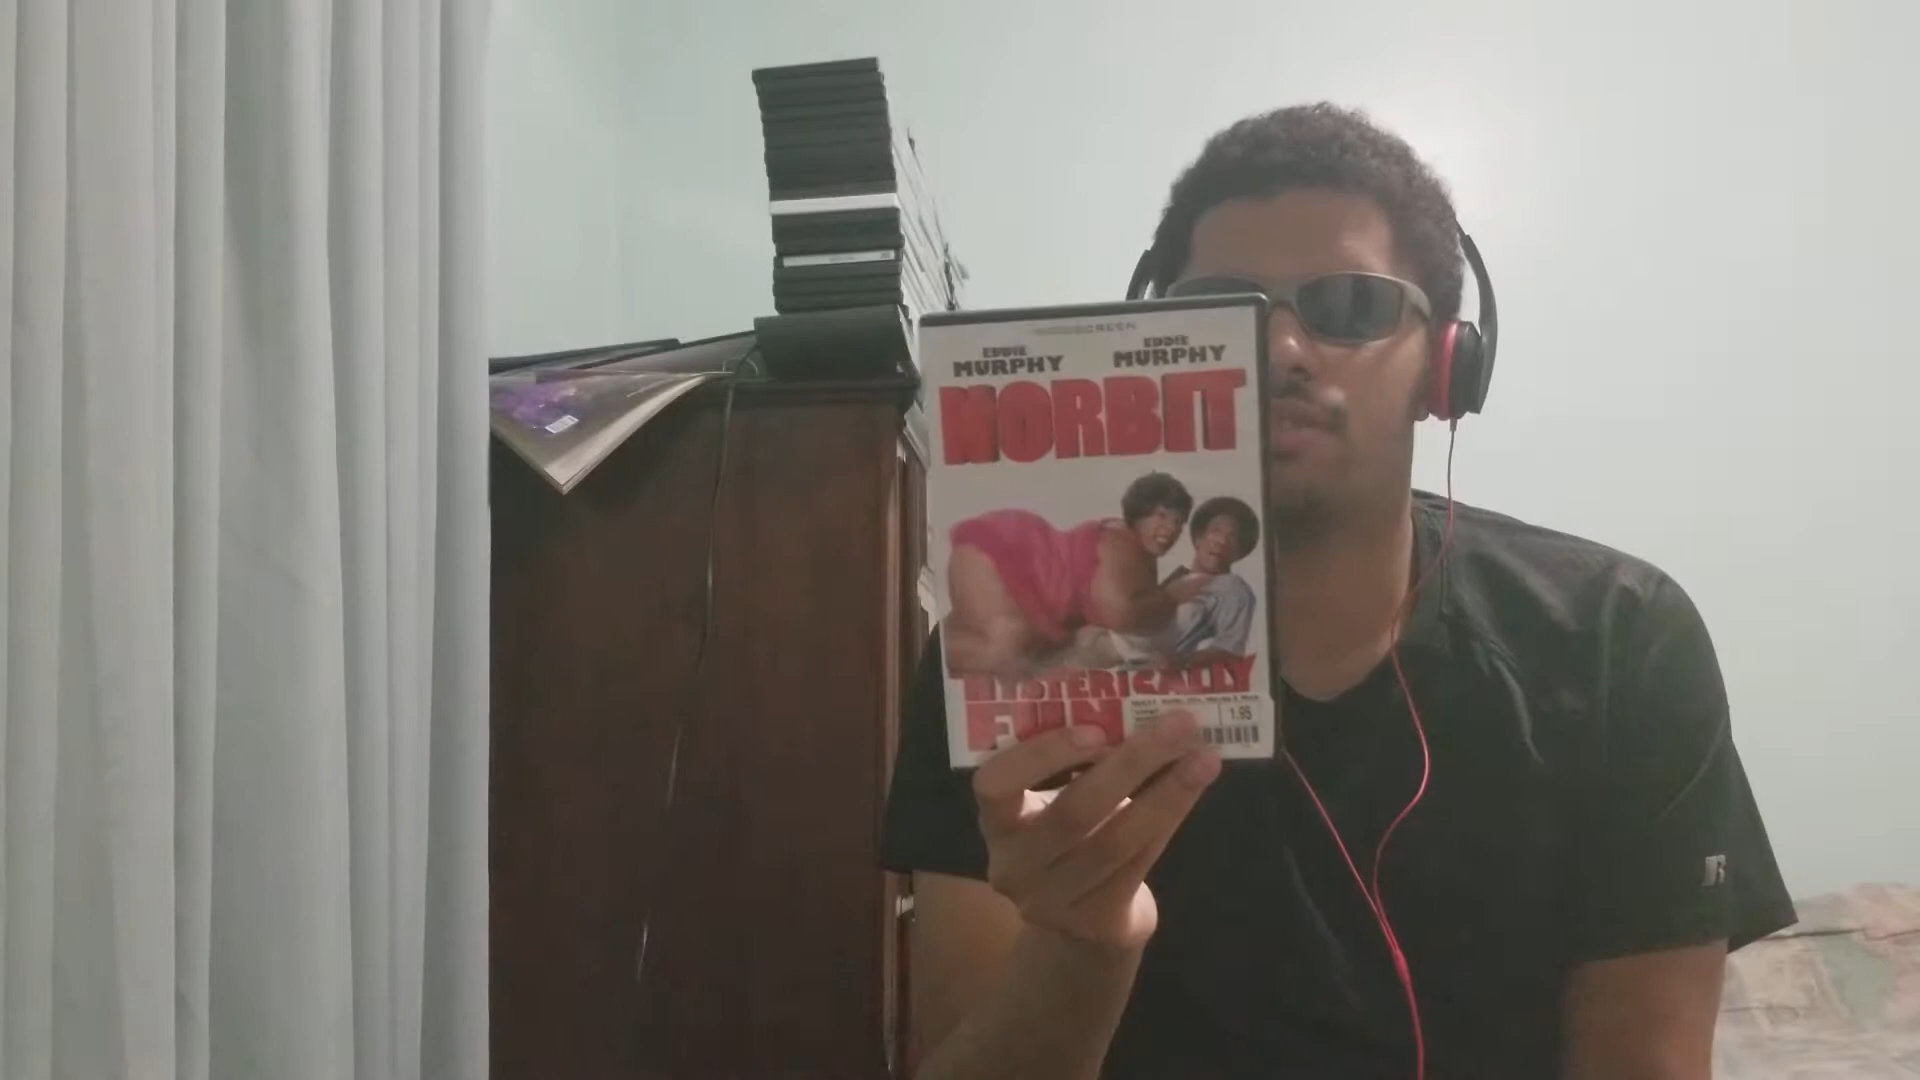 EDDIE EDDIE
MURPHY MURPHY
NORBIT
HYSTERICALLY
FUN
1.95
R